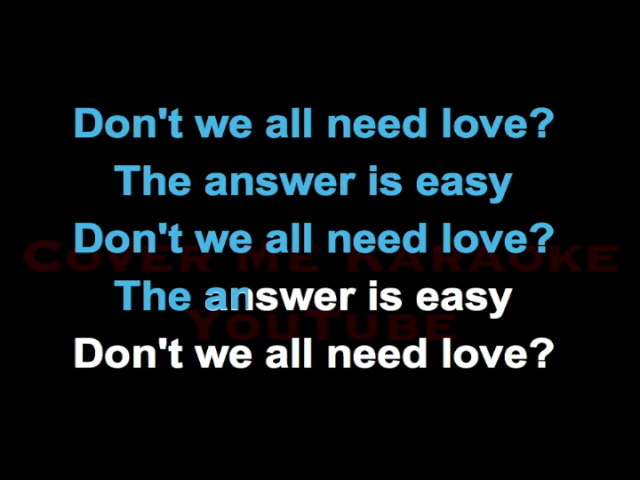 Don't we all need love?
The answer is easy
Don't we all need love?
COVER ME KARAOKE
The answer is easy
YOUTUBE
Don't we all need love?